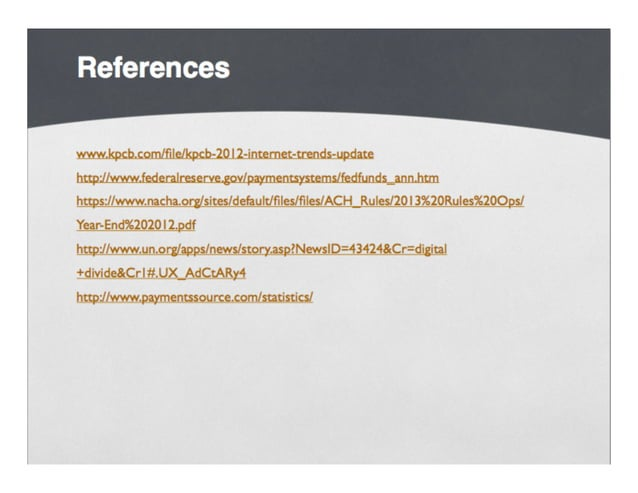 References
www.kpcb.com/file/kpcb-2012-internet-trends-update
http://www.federalreserve.gov/paymentsystems/fedfunds_ann.htm
https://www.nacha.org/sites/default/files/files/ACH_Rules/2013%20Rules%20Ops/
Year-End%202012.pdf
http://www.un.org/apps/news/story.asp?NewsID=43424&Cr=digital
+divide&Cr1#.UX_AdCtARy4
http://www.paymentssource.com/statistics/